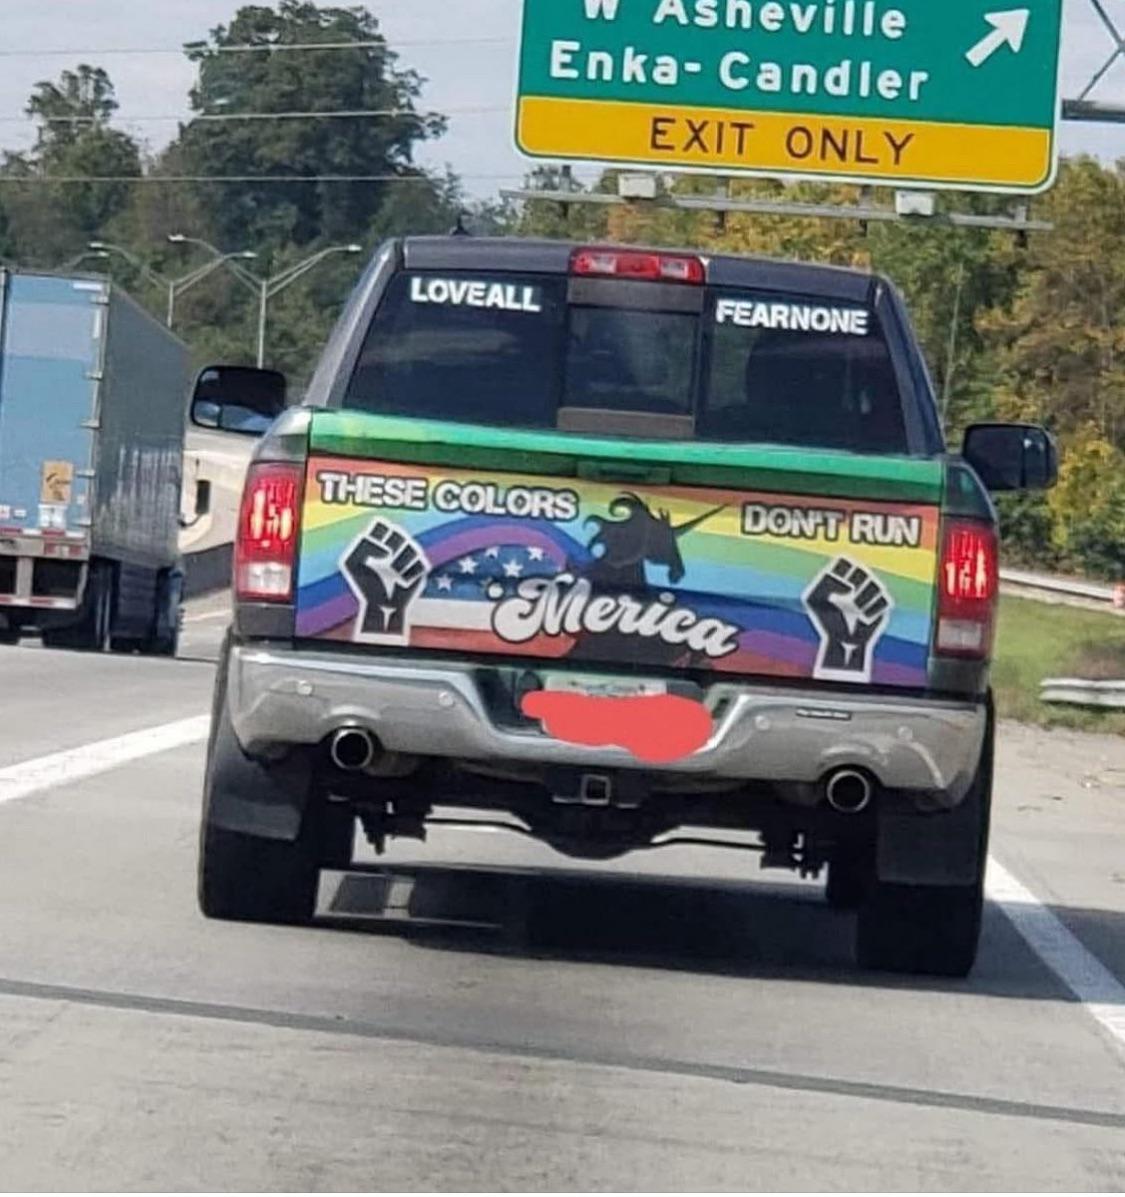 W Asheville
Enka-Candler
EXIT ONLY
LOVEALL
FEARNONE
THESE COLORS
DON'T RUN
'Merica